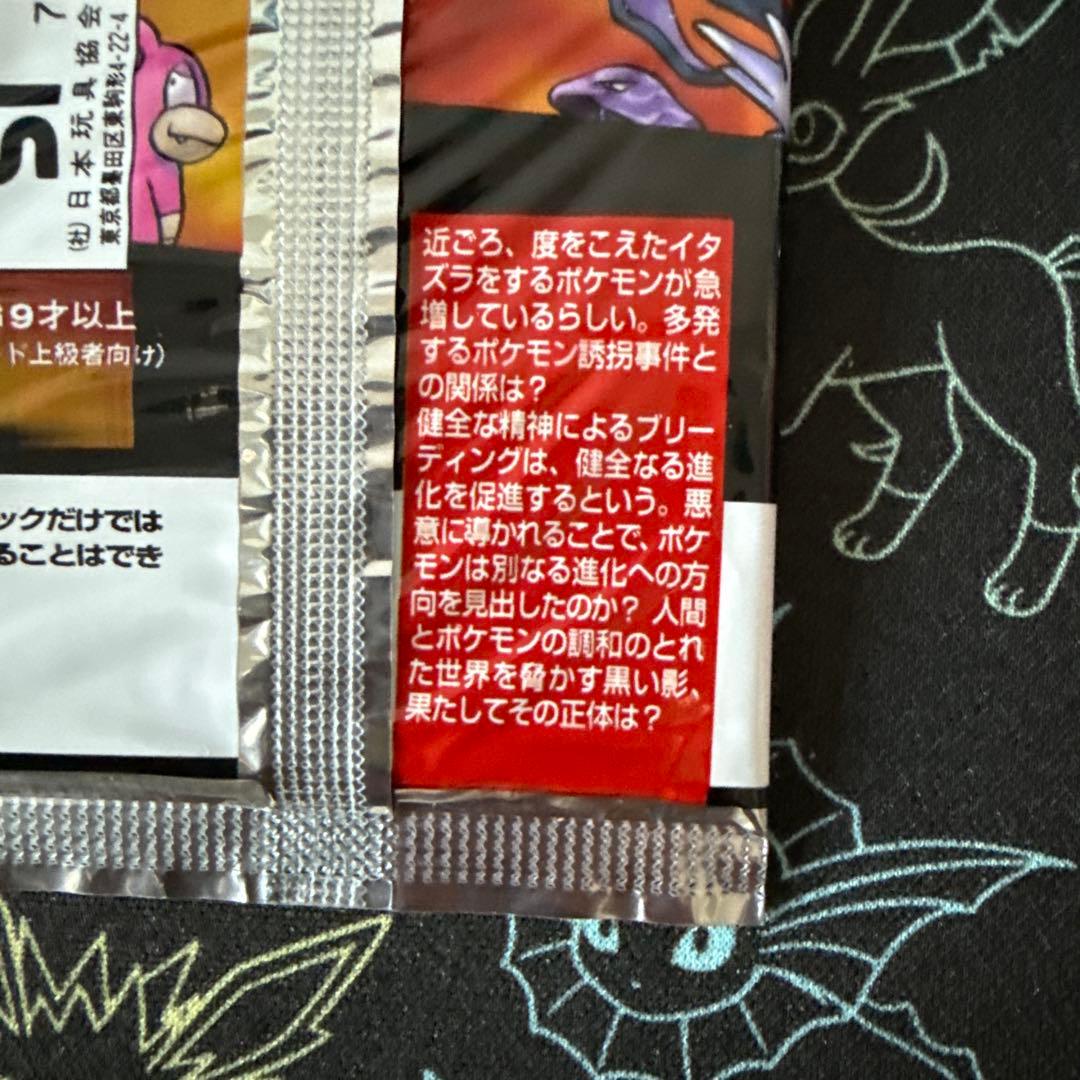 7
ST
(社)日本玩具協会
東京都墨田区東駒形4-22-4
9才以上
ード上級者向け)
ックだけでは
ることはでき
近ごろ、度をこえたイタ
ズラをするポケモンが急
増しているらしい。多発
するポケモン誘拐事件と
の関係は?
健全な精神によるブリー
ディングは、健全なる進
化を促進するという。悪
意に導かれることで、ポケ
モンは別なる進化への方
向を見出したのか? 人間
とポケモンの調和のとれ
た世界を脅かす黒い影、
果たしてその正体は?